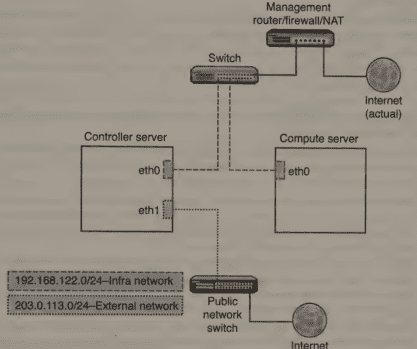 Management
router/firewall/NAT
Switch
Internet
(actual)
Controller server
Compute server
eth0
eth0
eth1
192.168.122.0/24–Infra network
203.0.113.0/24–External network
Public
network
switch
Internet